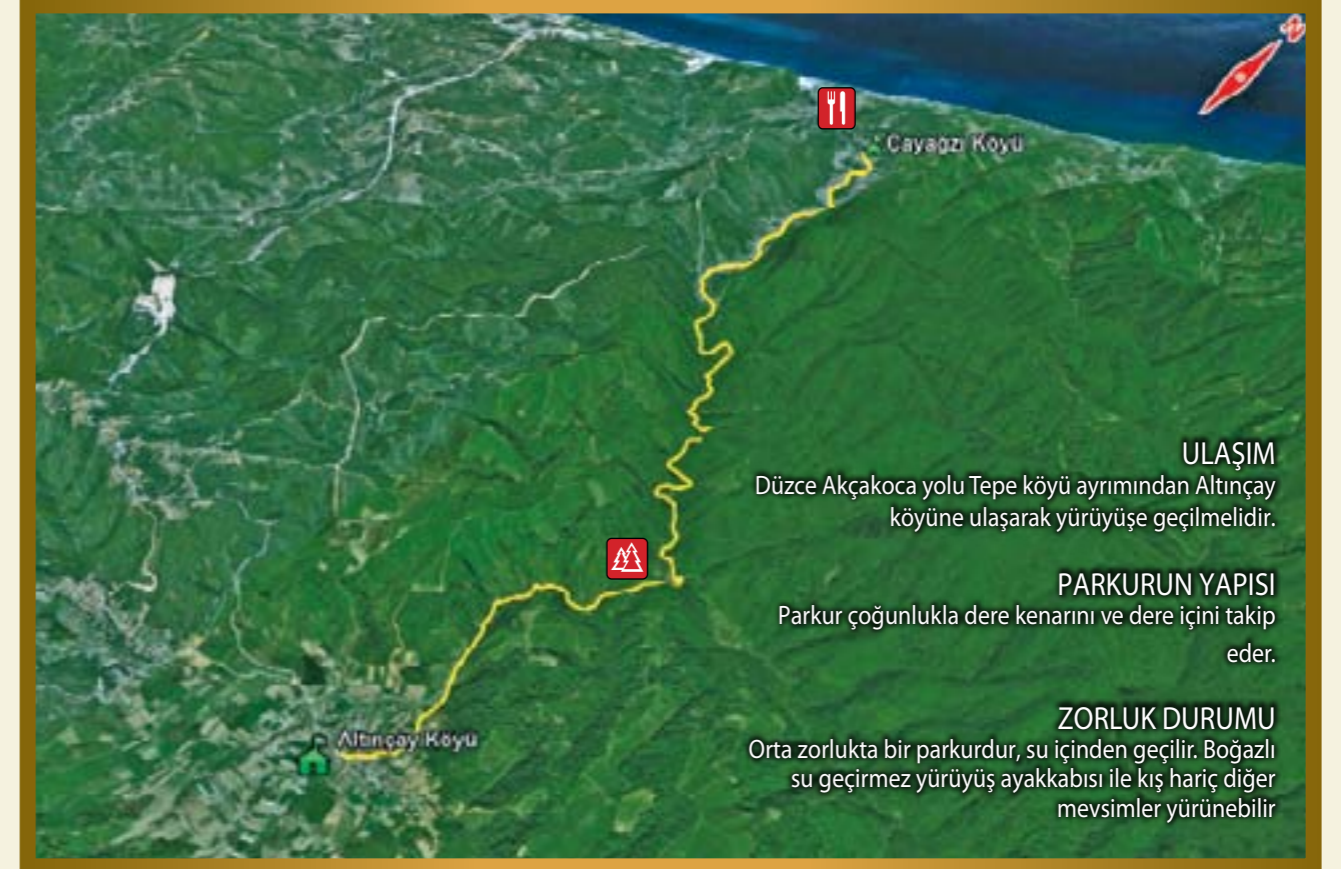 Z
Cayağzı Köyü
ULAŞIM
Düzce Akçakoca yolu Tepe köyü ayrımından Altınçay
köyüne ulaşarak yürüyüşe geçilmelidir.
PARKURUN YAPISI
Parkur çoğunlukla dere kenarını ve dere içini takip
eder.
Altınçay Köyü
ZORLUK DURUMU
Orta zorlukta bir parkurdur, su içinden geçilir. Boğazlı
su geçirmez yürüyüş ayakkabısı ile kış hariç diğer
mevsimler yürünebilir